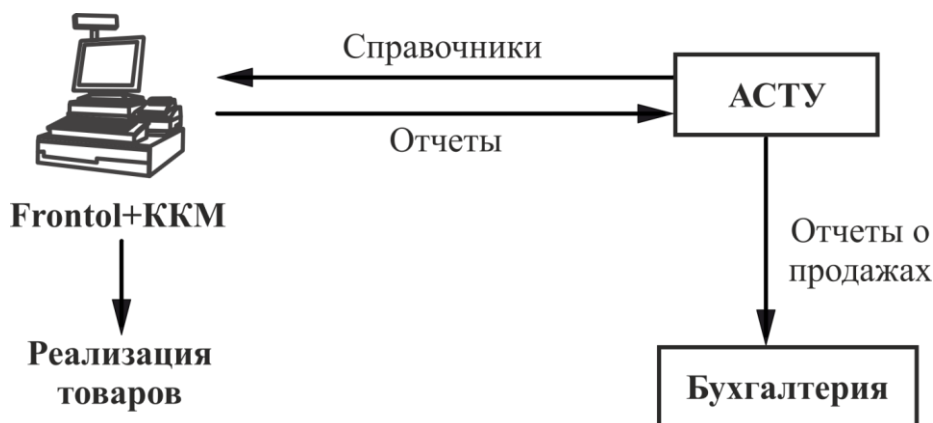 Справочники
АСТУ
Отчеты
Frontol+ККМ
Отчеты о
продажах
Реализация
товаров
Бухгалтерия